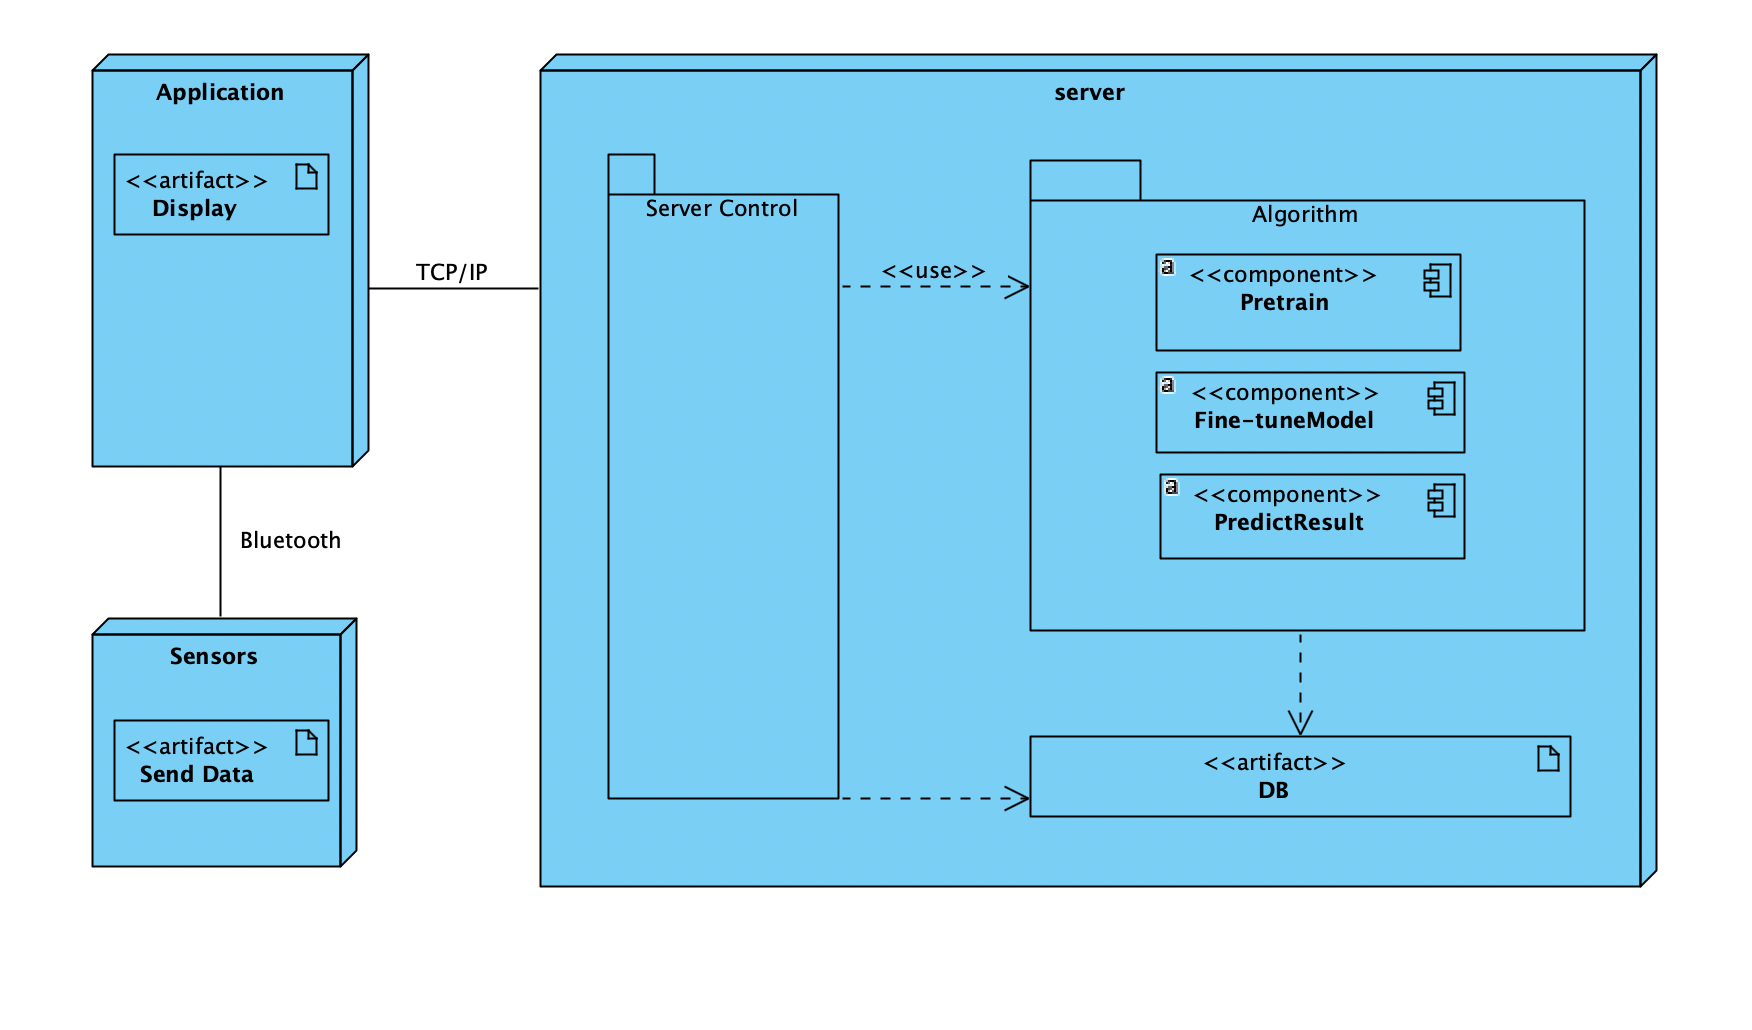 Application
<<artifact>>
Display
TCP/IP
Bluetooth
Sensors
<<artifact>>
Send Data
server
Server Control
<<use>>
Algorithm
a
<<component>>
Pretrain
a
<<component>>
Fine-tuneModel
a
<<component>>
PredictResult
<<artifact>>
DB